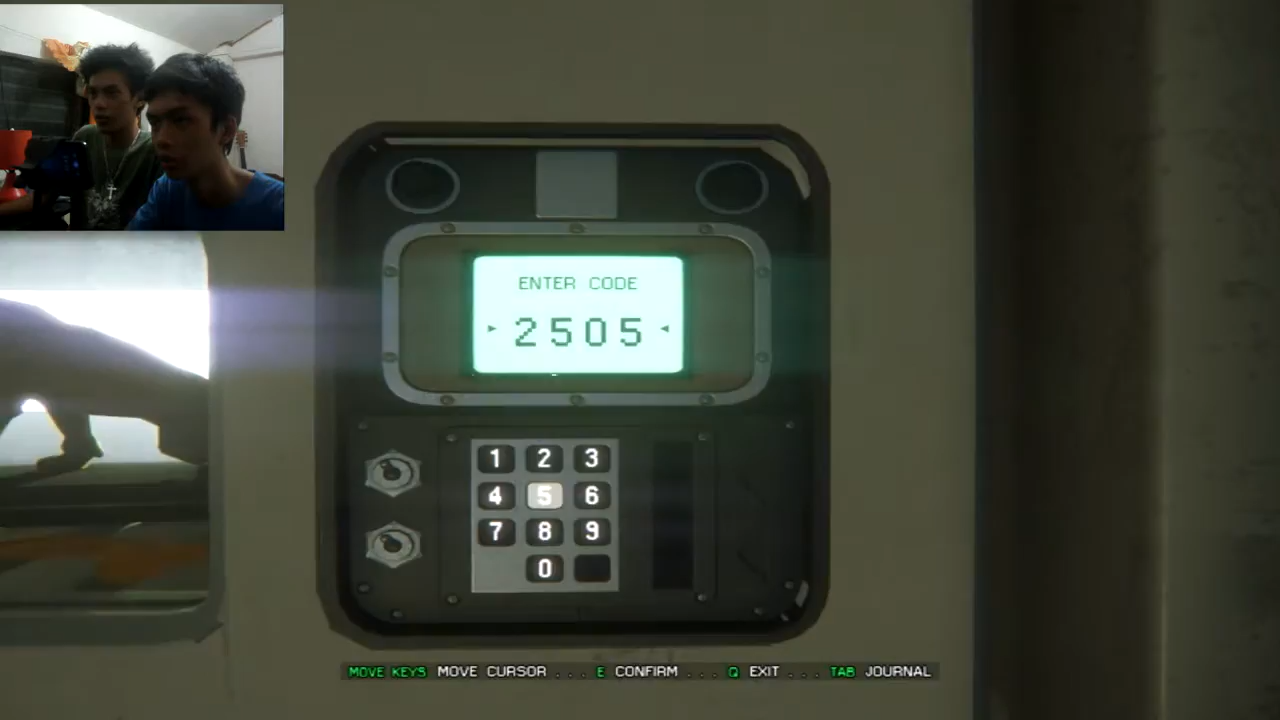 ENTER CODE
▸ 2505 ◂
1 2 3
4 5 6
7 8 9
0
MOVE KEYS MOVE CURSOR . . . E CONFIRM . . . Q EXIT . . . TAB JOURNAL